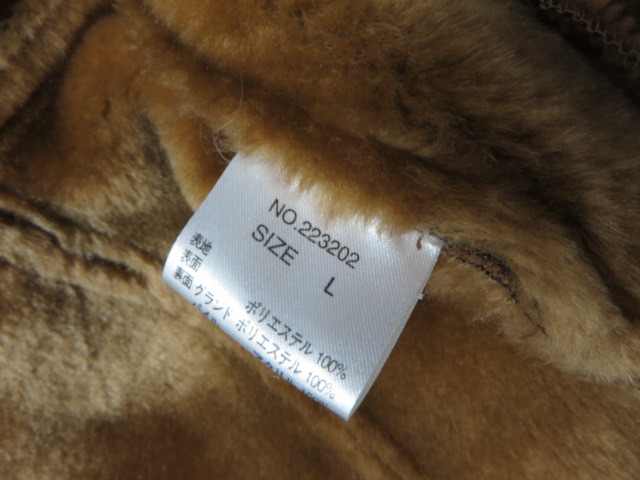 NO.223202
SIZE L
表地
表面 ポリエステル 100%
裏面 グランド ポリエステル 100%